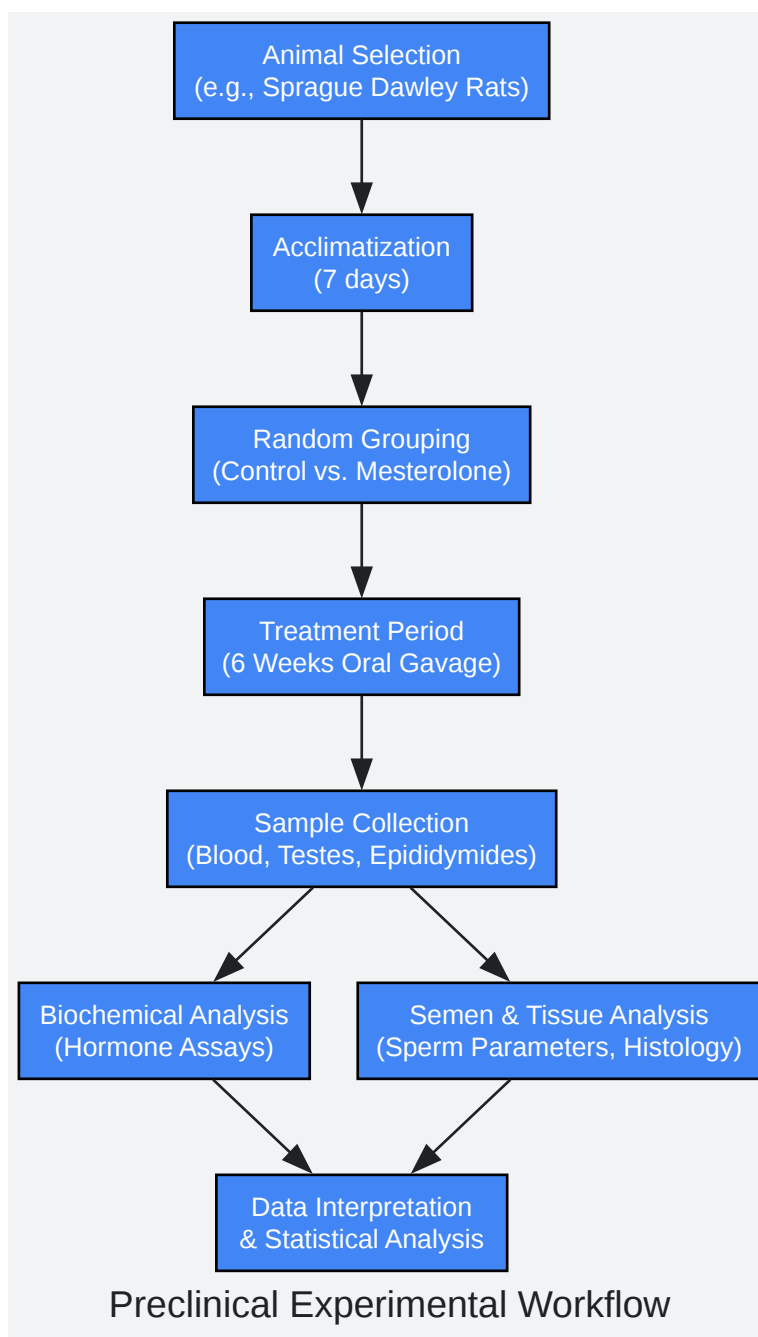 Animal Selection
(e.g., Sprague Dawley Rats)
Acclimatization
(7 days)
Random Grouping
(Control vs. Mesterolone)
Treatment Period
(6 Weeks Oral Gavage)
Sample Collection
(Blood, Testes, Epididymides)
Biochemical Analysis
(Hormone Assays)
Semen & Tissue Analysis
(Sperm Parameters, Histology)
Data Interpretation
& Statistical Analysis
Preclinical Experimental Workflow